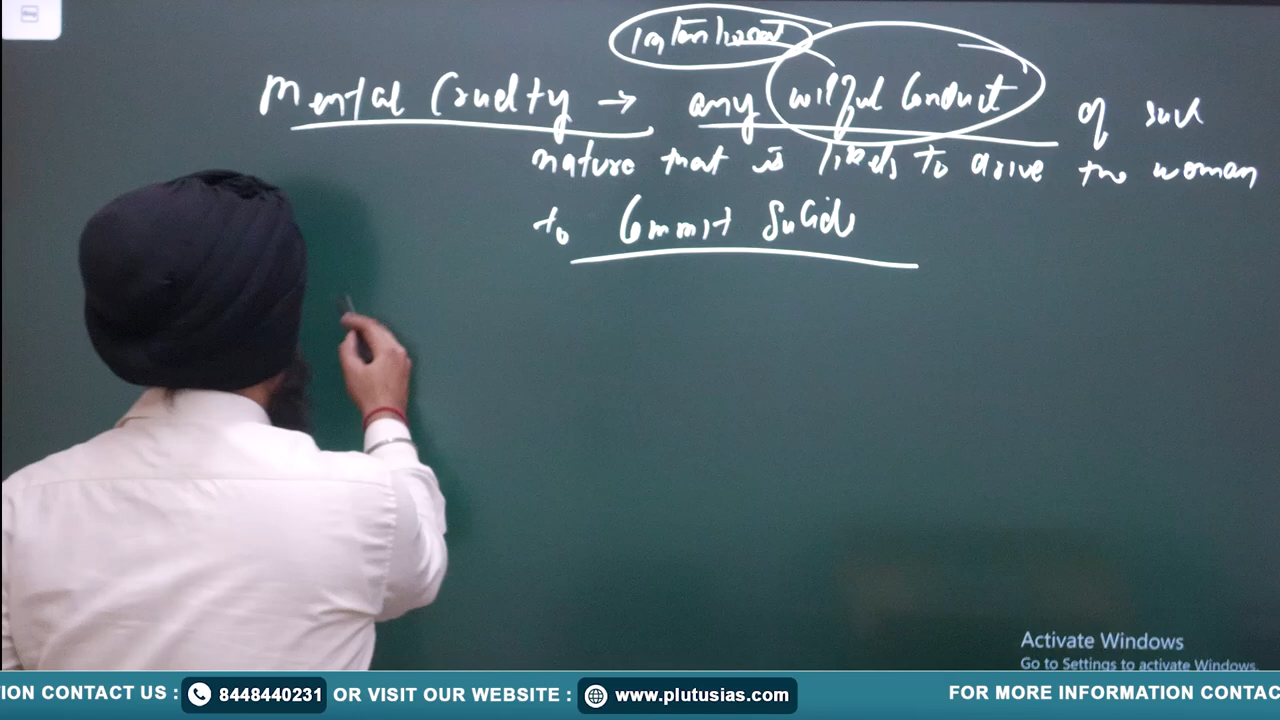 intentional
Mental Cruelty → any wilful Conduct of such
nature that is likely to drive the woman
to Commit Suicide
Activate Windows
Go to Settings to activate Windows.
ION CONTACT US : 8448440231 OR VISIT OUR WEBSITE : www.plutusias.com FOR MORE INFORMATION CONTAC